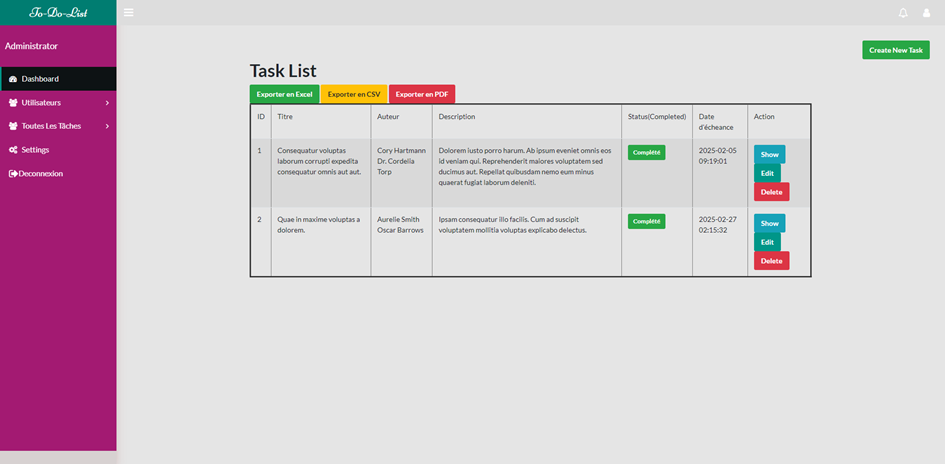 To-Do-List
Administrator
Create New Task
Dashboard
Utilisateurs
Toutes Les Tâches
Settings
Deconnexion
Task List
Exporter en Excel
Exporter en CSV
Exporter en PDF
ID
Titre
Auteur
Description
Status(Completed)
Date
d'écheance
Action
1
Consequatur voluptas
laborum corrupti expedita
consequatur omnis aut aut.
Cory Hartmann
Dr. Cordelia
Torp
Dolorem iusto porro harum. Ab ipsum eveniet omnis eos
id veniam qui. Reprehenderit maiores voluptatem sed
ducimus aut. Repellat quibusdam nemo eum minus
quaerat fugiat laborum deleniti.
Complété
2025-02-05
09:19:01
Show
Edit
Delete
2
Quae in maxime voluptas a
dolorem.
Aurelie Smith
Oscar Barrows
Ipsam consequatur illo facilis. Cum ad suscipit
voluptatem mollitia voluptas explicabo delectus.
Complété
2025-02-27
02:15:32
Show
Edit
Delete